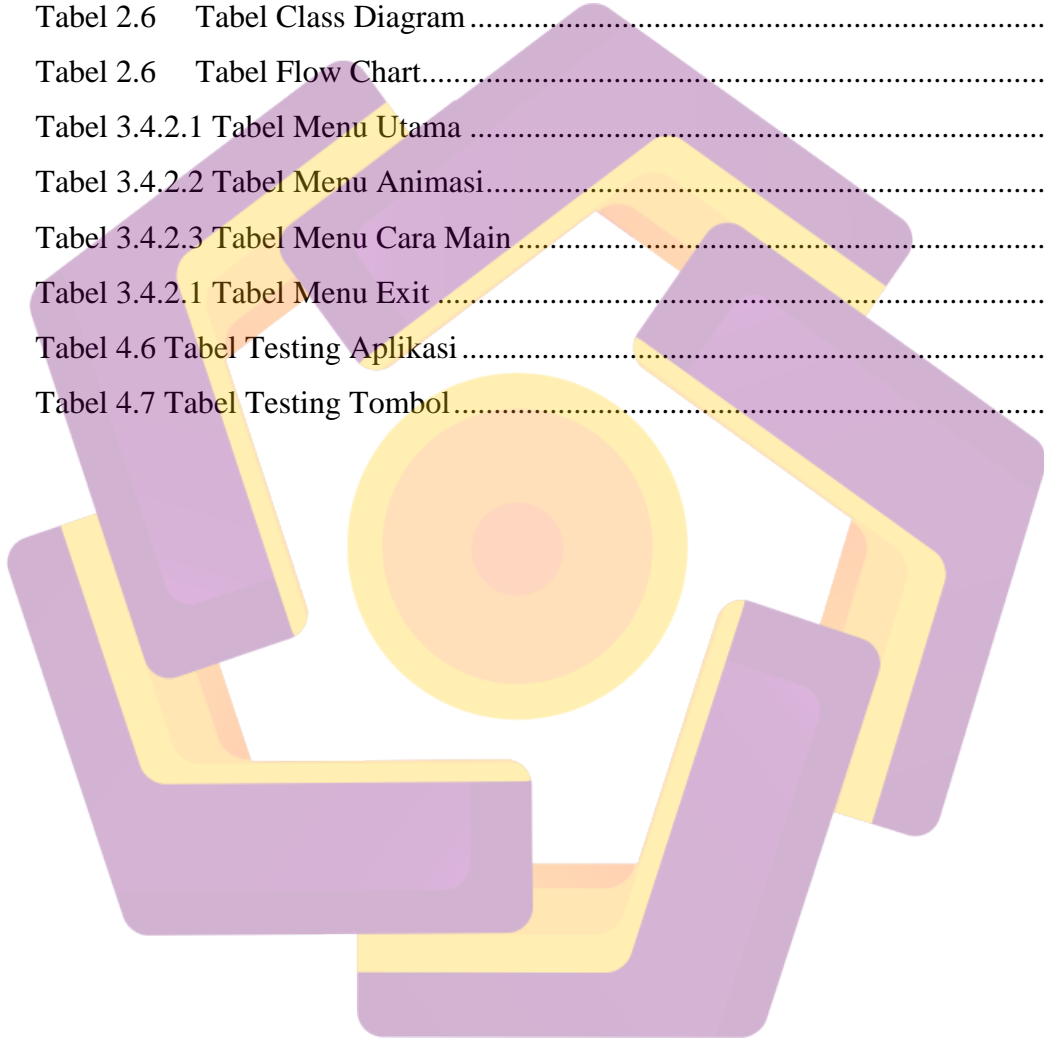 Tabel 2.6 Tabel Class Diagram ........................................................................
Tabel 2.6 Tabel Flow Chart..............................................................................
Tabel 3.4.2.1 Tabel Menu Utama ........................................................................
Tabel 3.4.2.2 Tabel Menu Animasi......................................................................
Tabel 3.4.2.3 Tabel Menu Cara Main ..................................................................
Tabel 3.4.2.1 Tabel Menu Exit ............................................................................
Tabel 4.6 Tabel Testing Aplikasi .........................................................................
Tabel 4.7 Tabel Testing Tombol..........................................................................